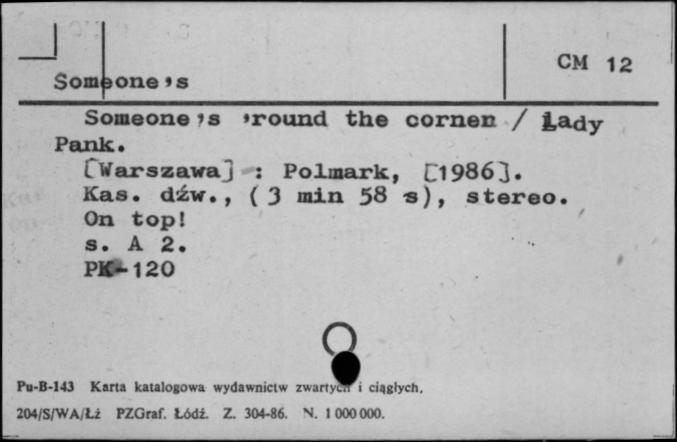 CM 12
Someone's
Someone's 'round the corner / Lady
Pank.
[Warszawa] : Polmark, [1986].
Kas. dźw., (3 min 58 s), stereo.
On top!
s. A 2.
PK-120
Pu-B-143 Karta katalogowa wydawnictw zwartych i ciągłych.
204/S/WA/Łż PZGraf. Łódź. Z. 304-86. N. 1 000 000.